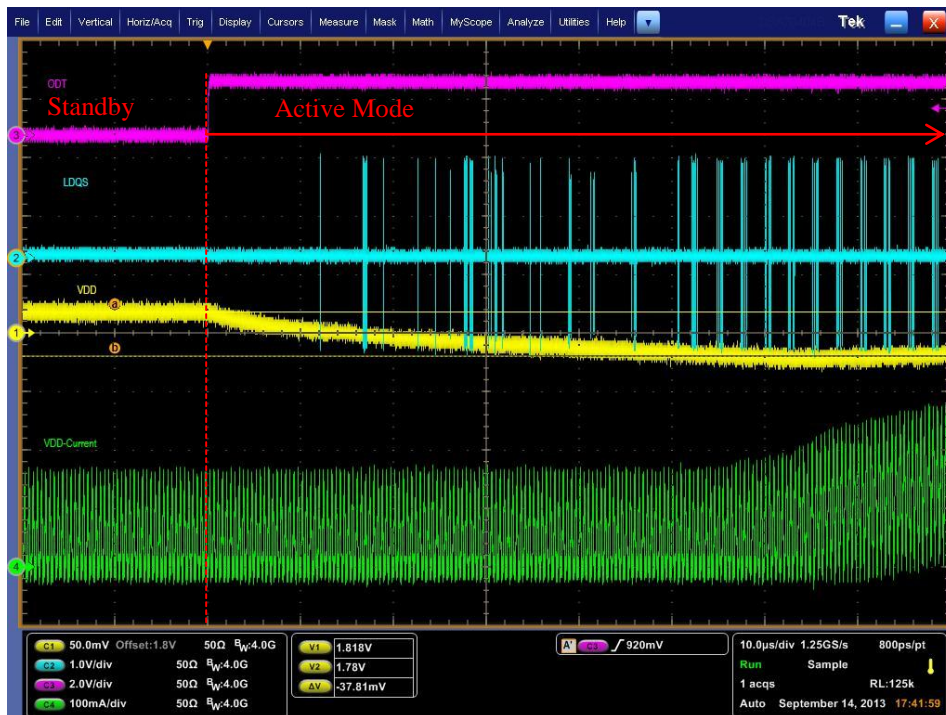 File Edit Vertical Horiz/Acq Trig Display Cursors Measure Mask Math MyScope Analyze Utilities Help Tek X
ODT
Standby Active Mode
3
LDQS
2
VDD
a
1
b
VDD-Current
4
C1 50.0mV Offset:1.8V 50Ω BW:4.0G
C2 1.0V/div 50Ω BW:4.0G
C3 2.0V/div 50Ω BW:4.0G
C4 100mA/div 50Ω BW:4.0G
V1 1.818V
V2 1.78V
ΔV -37.81mV
A' C3 920mV
10.0µs/div 1.25GS/s 800ps/pt
Run Sample
1 acqs RL:125k
Auto September 14, 2013 17:41:59